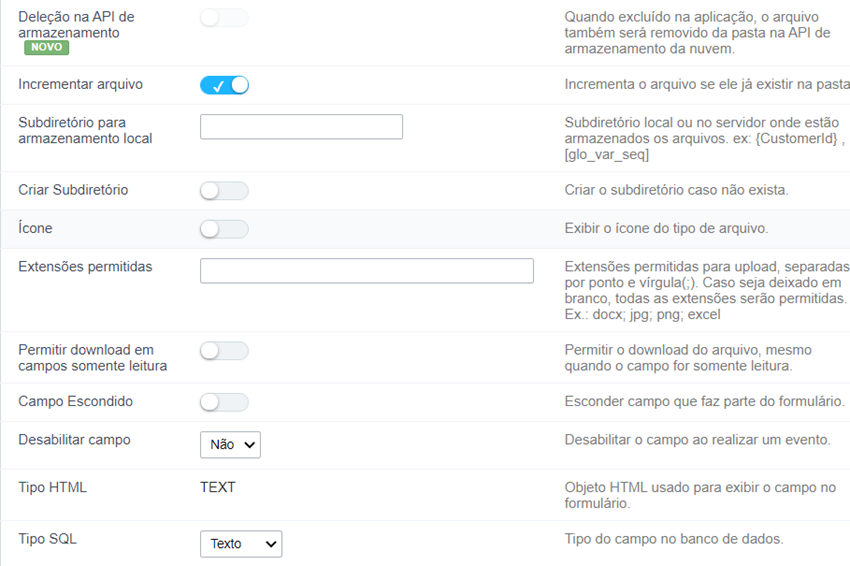 Deleção na API de
armazenamento
NOVO
Quando excluído na aplicação, o arquivo
também será removido da pasta na API de
armazenamento da nuvem.
Incrementar arquivo
Incrementa o arquivo se ele já existir na pasta
Subdiretório para
armazenamento local
Subdiretório local ou no servidor onde estão
armazenados os arquivos. ex: {CustomerId} ,
[glo_var_seq]
Criar Subdiretório
Criar o subdiretório caso não exista.
Ícone
Exibir o ícone do tipo de arquivo.
Extensões permitidas
Extensões permitidas para upload, separadas
por ponto e vírgula(;). Caso seja deixado em
branco, todas as extensões serão permitidas.
Ex.: docx; jpg; png; excel
Permitir download em
campos somente leitura
Permitir o download do arquivo, mesmo
quando o campo for somente leitura.
Campo Escondido
Esconder campo que faz parte do formulário.
Desabilitar campo
Não
Desabilitar o campo ao realizar um evento.
Tipo HTML
TEXT
Objeto HTML usado para exibir o campo no
formulário.
Tipo SQL
Texto
Tipo do campo no banco de dados.